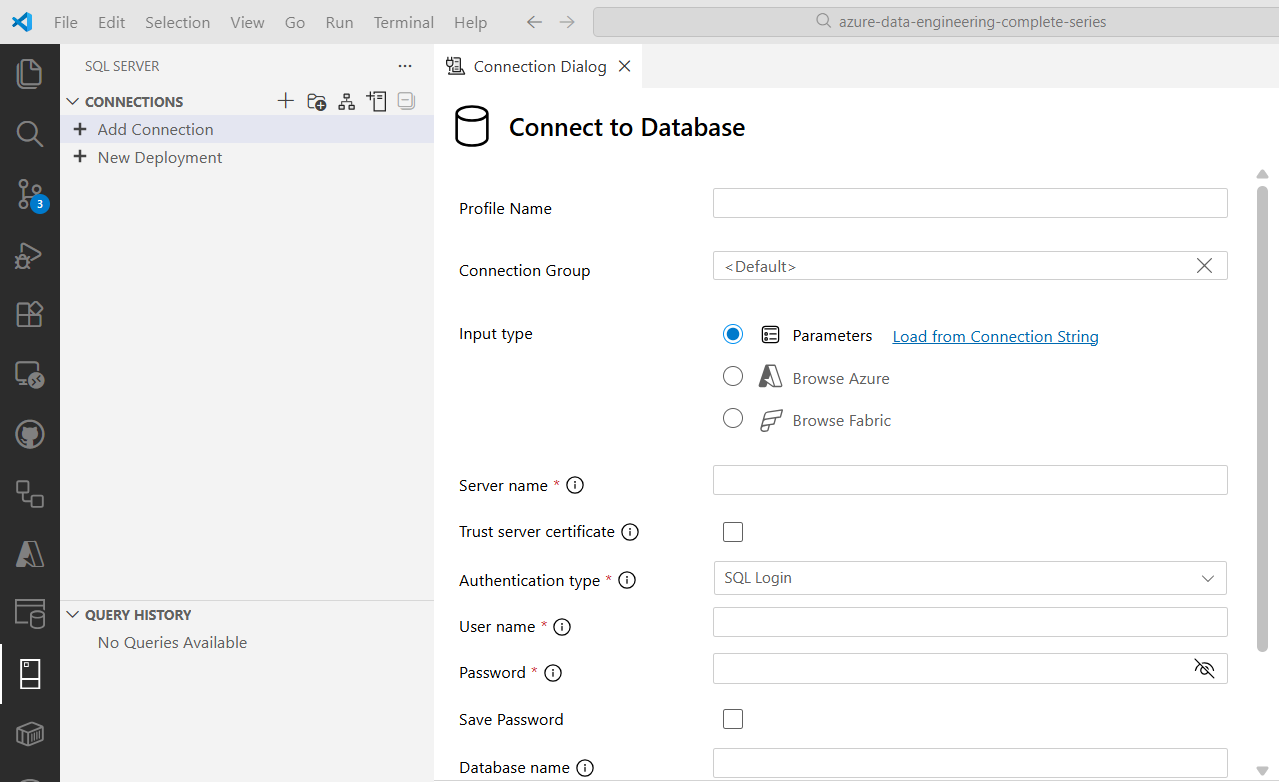 File Edit Selection View Go Run Terminal Help azure-data-engineering-complete-series
SQL SERVER
CONNECTIONS
Add Connection
New Deployment
3
QUERY HISTORY
No Queries Available
Connection Dialog
Connect to Database
Profile Name
Connection Group <Default>
Input type Parameters Load from Connection String
Browse Azure
Browse Fabric
Server name *
Trust server certificate
Authentication type * SQL Login
User name *
Password *
Save Password
Database name